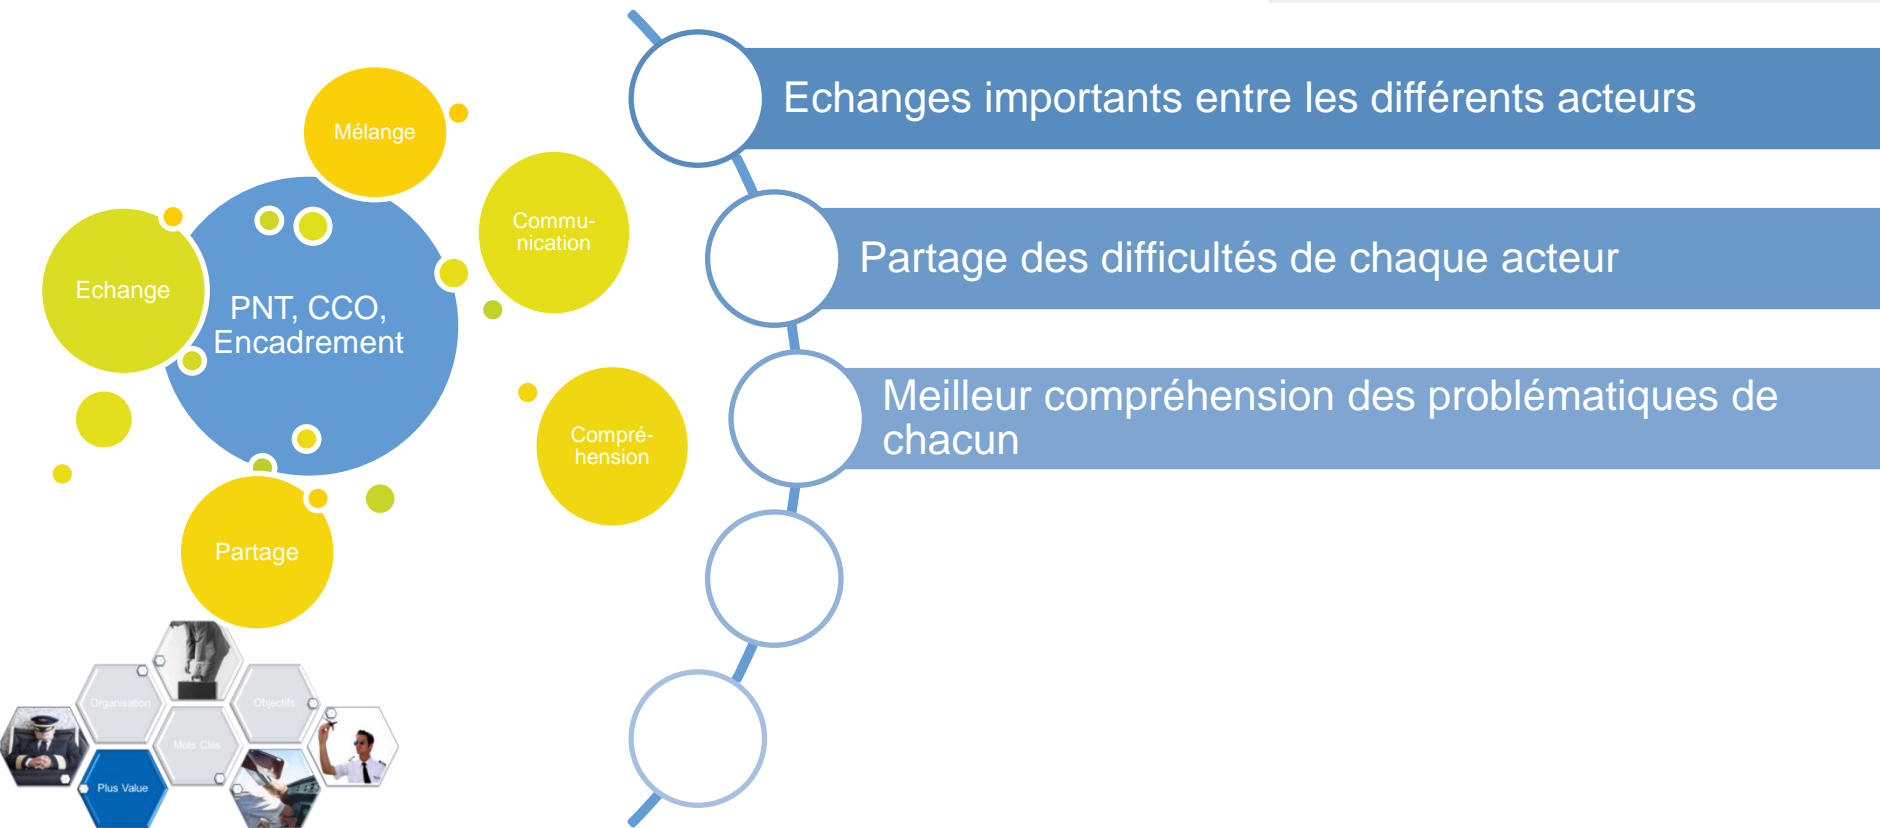 Mélange
Commu-
nication
Echange
PNT, CCO,
Encadrement
Compré-
hension
Partage
Echanges importants entre les différents acteurs
Partage des difficultés de chaque acteur
Meilleur compréhension des problématiques de
chacun
Organisation
Objectifs
Mots Clés
Plus Value